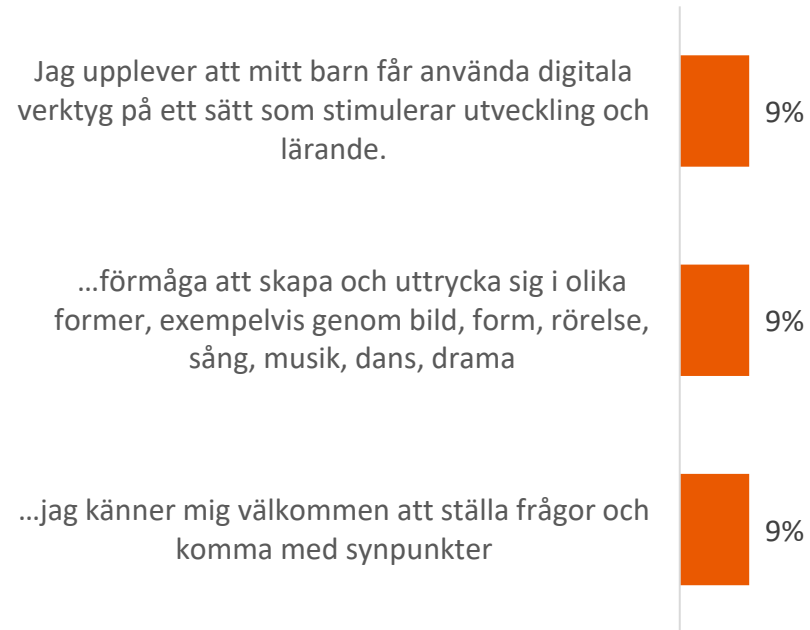 Jag upplever att mitt barn får använda digitala
verktyg på ett sätt som stimulerar utveckling och
lärande.
9%
…förmåga att skapa och uttrycka sig i olika
former, exempelvis genom bild, form, rörelse,
sång, musik, dans, drama
9%
…jag känner mig välkommen att ställa frågor och
komma med synpunkter
9%